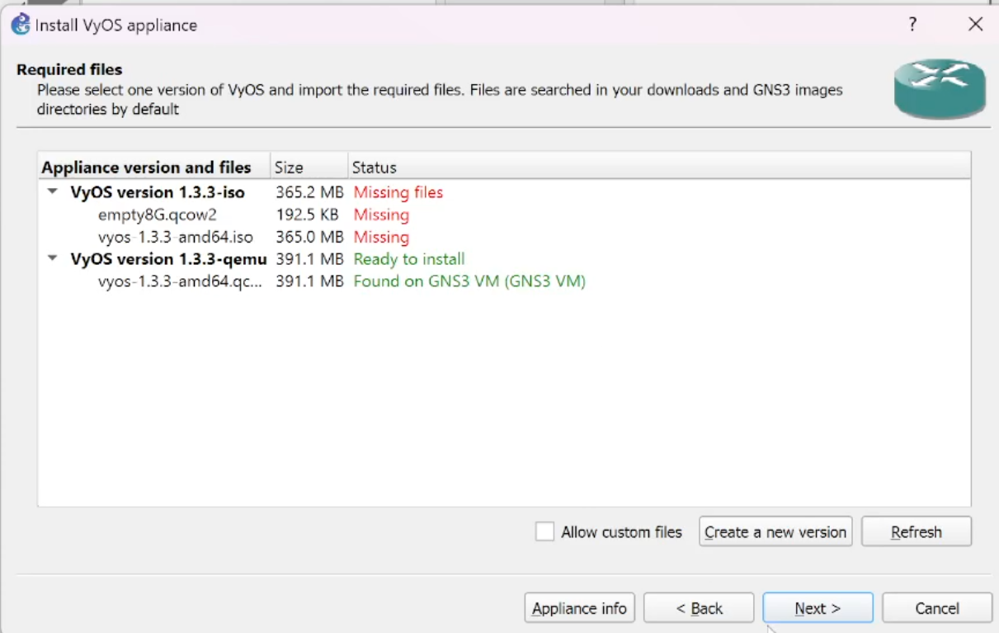 Install VyOS appliance
?
Required files
Please select one version of VyOS and import the required files. Files are searched in your downloads and GNS3 images
directories by default
Appliance version and files Size Status
VyOS version 1.3.3-iso 365.2 MB Missing files
empty8G.qcow2 192.5 KB Missing
vyos-1.3.3-amd64.iso 365.0 MB Missing
VyOS version 1.3.3-qemu 391.1 MB Ready to install
vyos-1.3.3-amd64.qc... 391.1 MB Found on GNS3 VM (GNS3 VM)
Allow custom files Create a new version Refresh
Appliance info < Back Next > Cancel